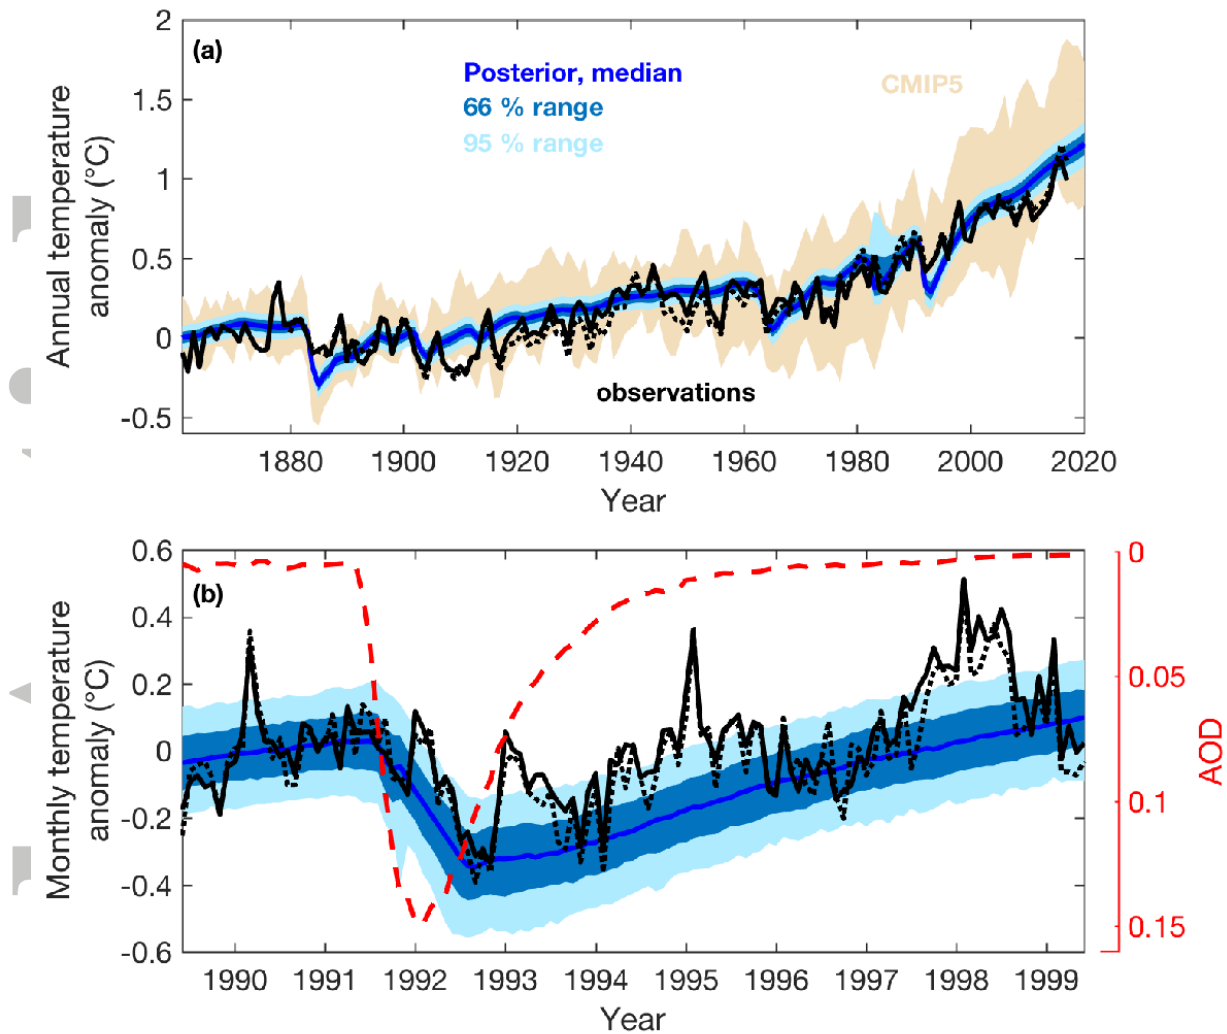 2
(a)
Posterior, median
66 % range
95 % range
CMIP5
1.5
1
0.5
0
-0.5
Annual temperature
anomaly (°C)
observations
1880 1900 1920 1940 1960 1980 2000 2020
Year
0.6
(b)
0.4
0.2
0
-0.2
-0.4
-0.6
Monthly temperature
anomaly (°C)
0
0.05
0.1
0.15
AOD
1990 1991 1992 1993 1994 1995 1996 1997 1998 1999
Year